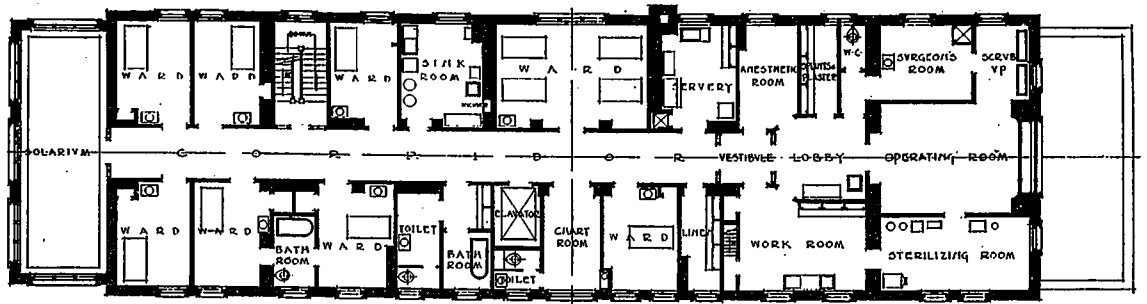 DOWN
WARD
WARD
WARD
SINK
ROOM
WARD
SERVERY
ANESTHETIC
ROOM
SPLINTS &
PLASTER
W.C.
SURGEON'S
ROOM
SCRUB
UP
SOLARIUM
CORRIDOR
VESTIBULE
LOBBY
OPERATING ROOM
WARD
WARD
BATH
ROOM
WARD
TOILET
BATH
ROOM
ELEVATOR
TOILET
CHART
ROOM
WARD
LINEN
WORK ROOM
STERILIZING ROOM